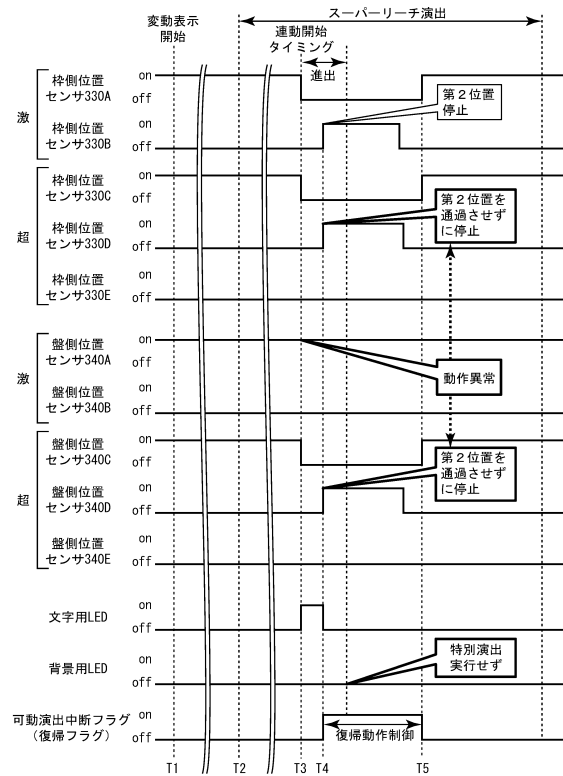 変動表示
開始
スーパーリーチ演出
連動開始
タイミング
進出
激
枠側位置
センサ330A
on
off
第２位置
停止
枠側位置
センサ330B
on
off
超
枠側位置
センサ330C
on
off
枠側位置
センサ330D
on
off
第２位置を
通過させず
に停止
枠側位置
センサ330E
on
off
激
盤側位置
センサ340A
on
off
動作異常
盤側位置
センサ340B
on
off
超
盤側位置
センサ340C
on
off
第２位置を
通過させず
に停止
盤側位置
センサ340D
on
off
盤側位置
センサ340E
on
off
文字用LED
on
off
背景用LED
on
off
特別演出
実行せず
可動演出中断フラグ
（復帰フラグ）
on
off
復帰動作制御
T1 T2 T3 T4 T5